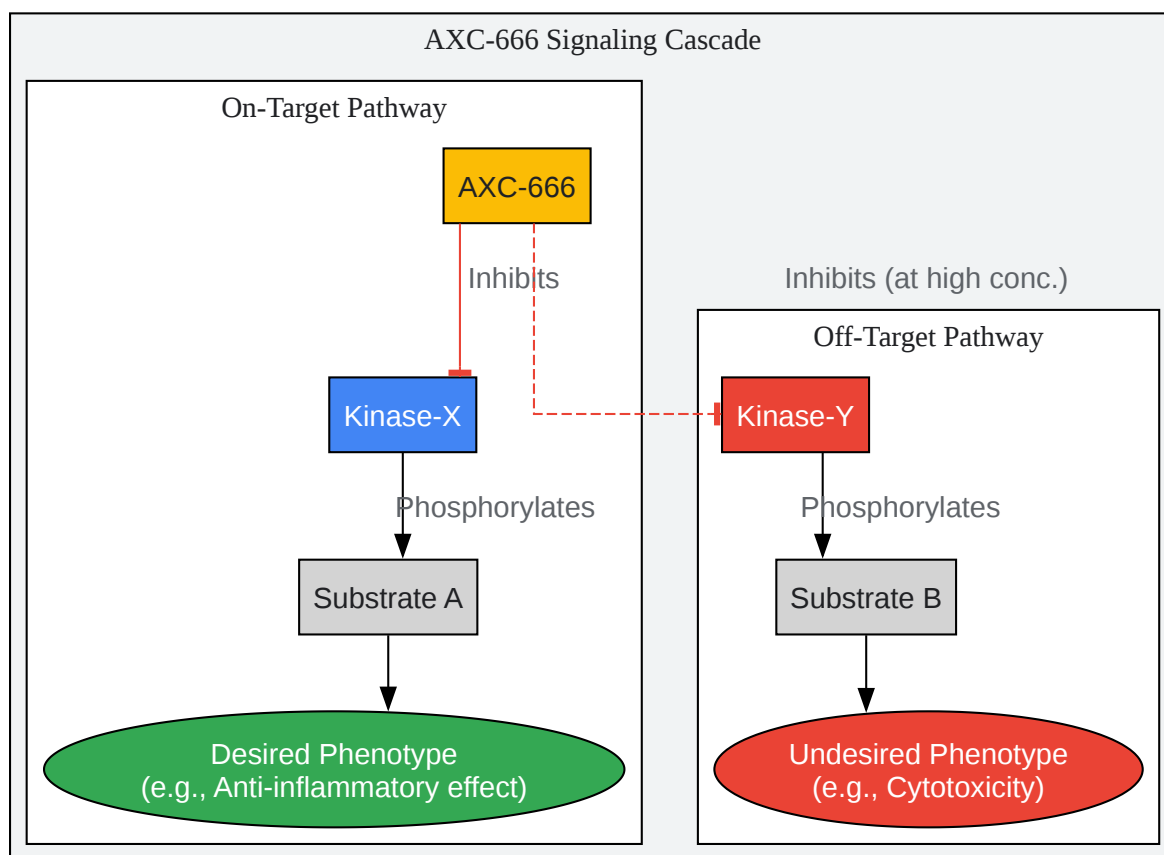 AXC-666 Signaling Cascade
On-Target Pathway
AXC-666
Inhibits
Inhibits (at high conc.)
Off-Target Pathway
Kinase-X
Kinase-Y
Phosphorylates
Phosphorylates
Substrate A
Substrate B
Desired Phenotype
(e.g., Anti-inflammatory effect)
Undesired Phenotype
(e.g., Cytotoxicity)